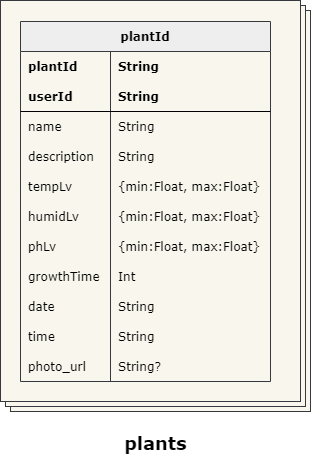 plantId
plantId String
userId String
name String
description String
tempLv {min:Float, max:Float}
humidLv {min:Float, max:Float}
phLv {min:Float, max:Float}
growthTime Int
date String
time String
photo_url String?
plants